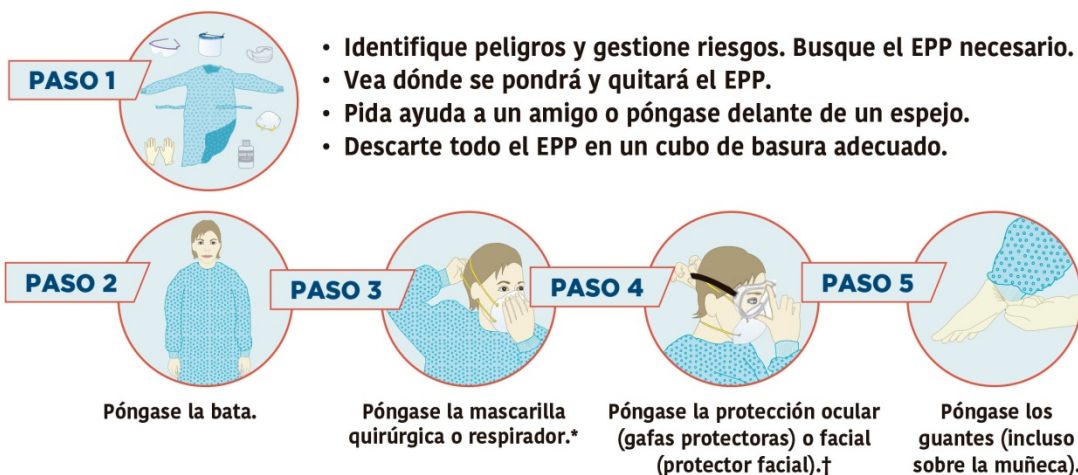 PASO 1
• Identifique peligros y gestione riesgos. Busque el EPP necesario.
• Vea dónde se pondrá y quitará el EPP.
• Pida ayuda a un amigo o póngase delante de un espejo.
• Descarte todo el EPP en un cubo de basura adecuado.
PASO 2
Póngase la bata.
PASO 3
Póngase la mascarilla
quirúrgica o respirador.*
PASO 4
Póngase la protección ocular
(gafas protectoras) o facial
(protector facial).†
PASO 5
Póngase los
guantes (incluso
sobre la muñeca).